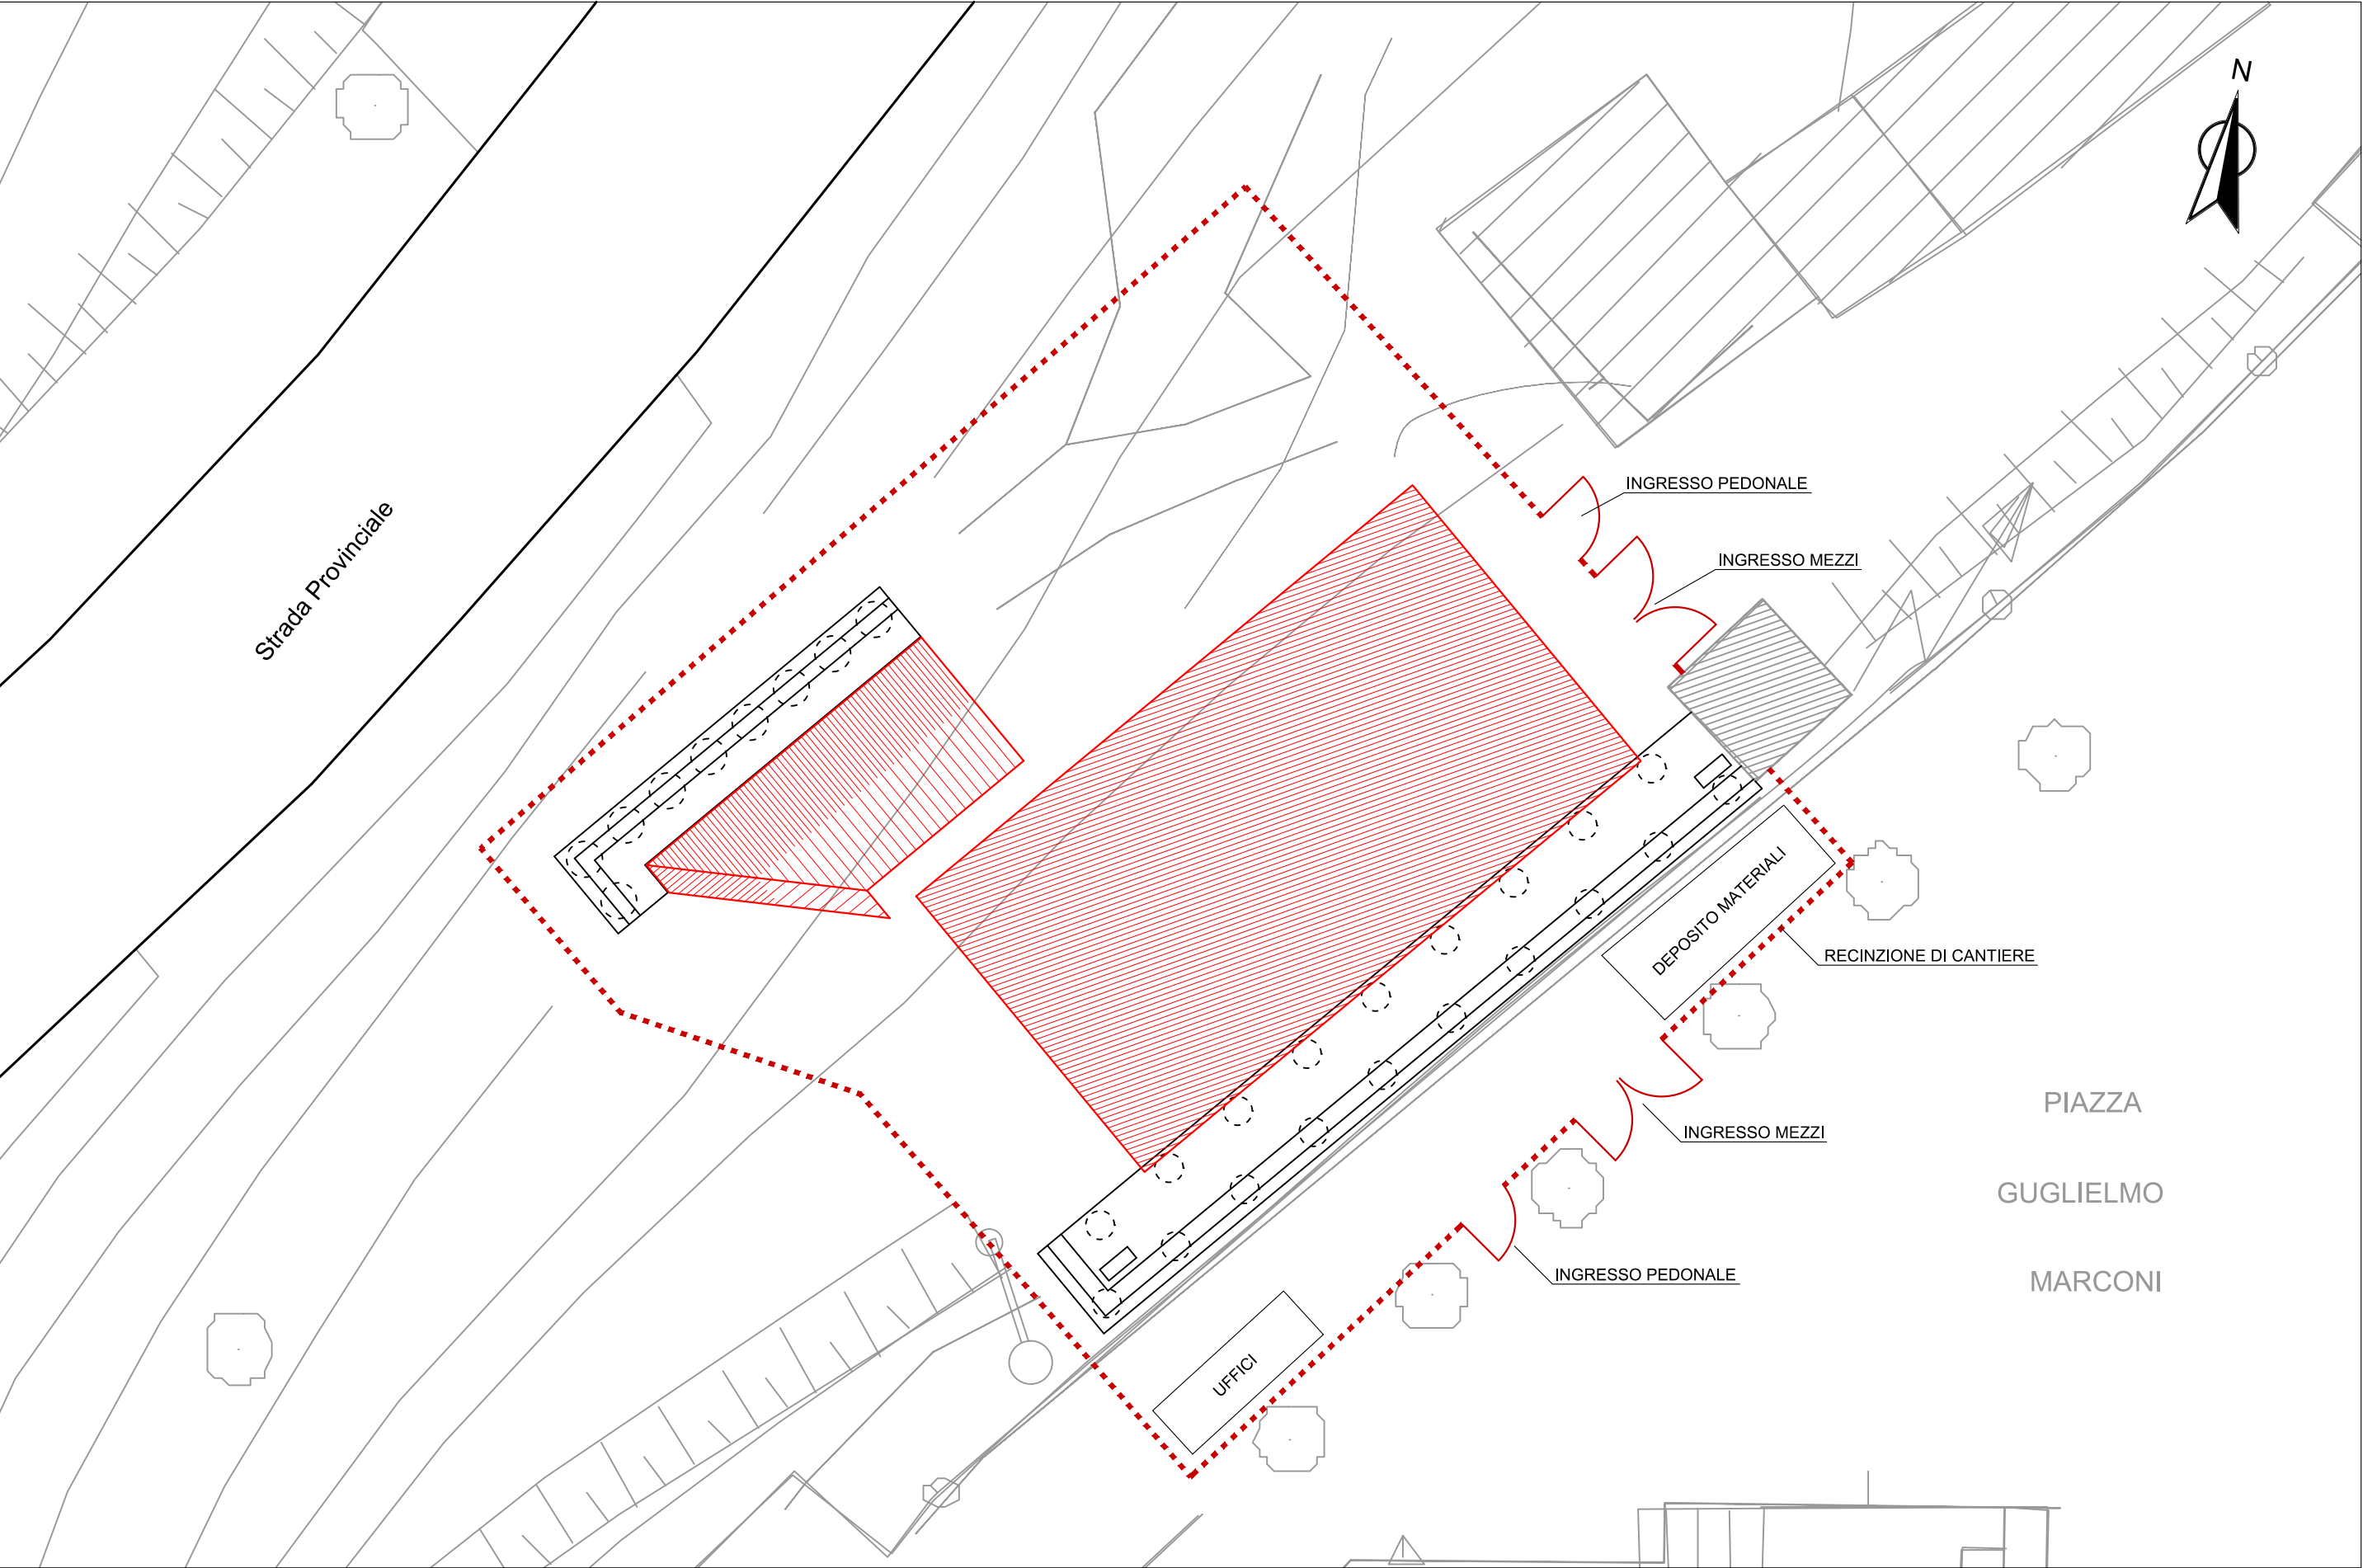 N
INGRESSO PEDONALE
INGRESSO MEZZI
Strada Provinciale
DEPOSITO MATERIALI
RECINZIONE DI CANTIERE
PIAZZA
INGRESSO MEZZI
GUGLIELMO
INGRESSO PEDONALE
MARCONI
UFFICI